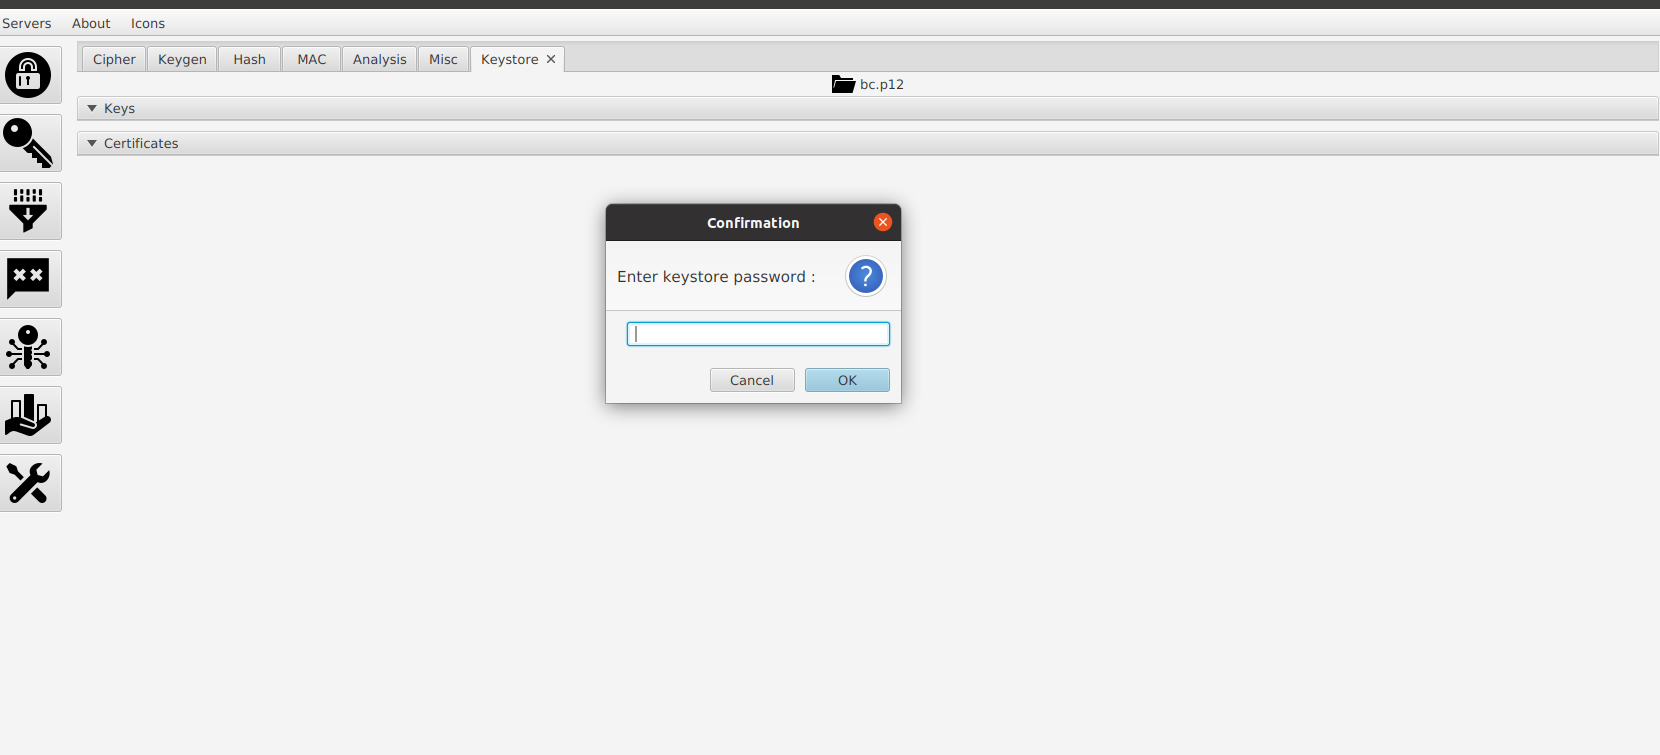 Servers About Icons
Cipher Keygen Hash MAC Analysis Misc Keystore
bc.p12
Keys
Certificates
Confirmation
Enter keystore password :
Cancel OK